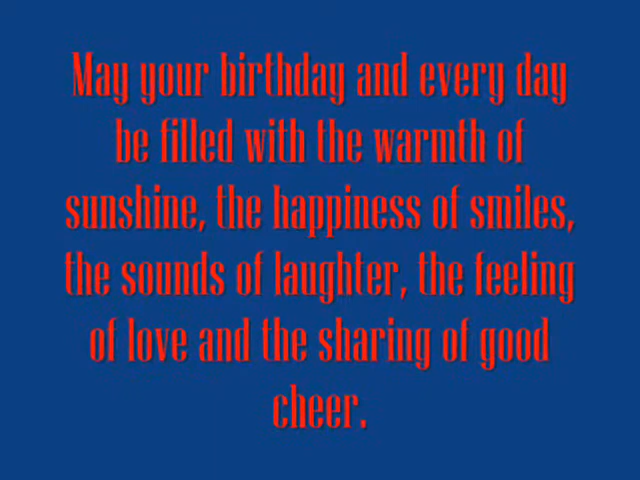 May your birthday and every day
be filled with the warmth of
sunshine, the happiness of smiles,
the sounds of laughter, the feeling
of love and the sharing of good
cheer.